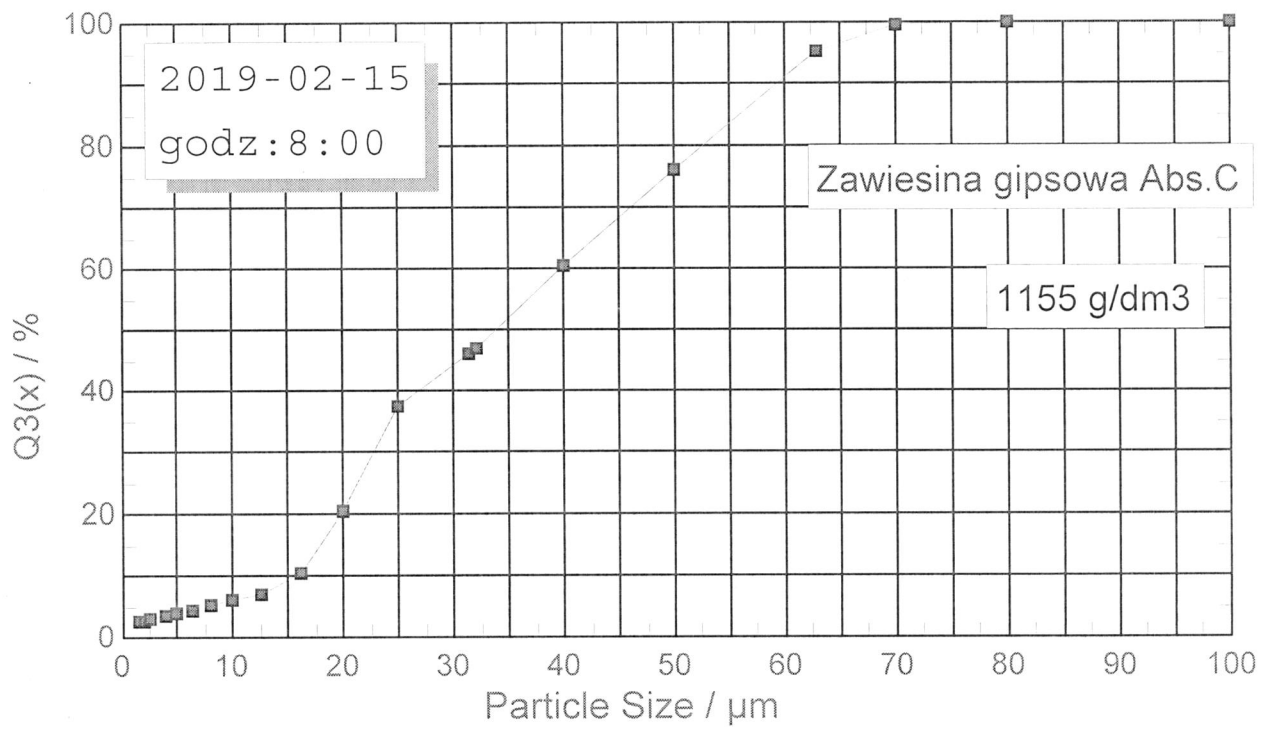 100
80
60
40
20
0
Q3(x) / %
2019-02-15
godz:8:00
Zawiesina gipsowa Abs.C
1155 g/dm3
0 10 20 30 40 50 60 70 80 90 100
Particle Size / µm